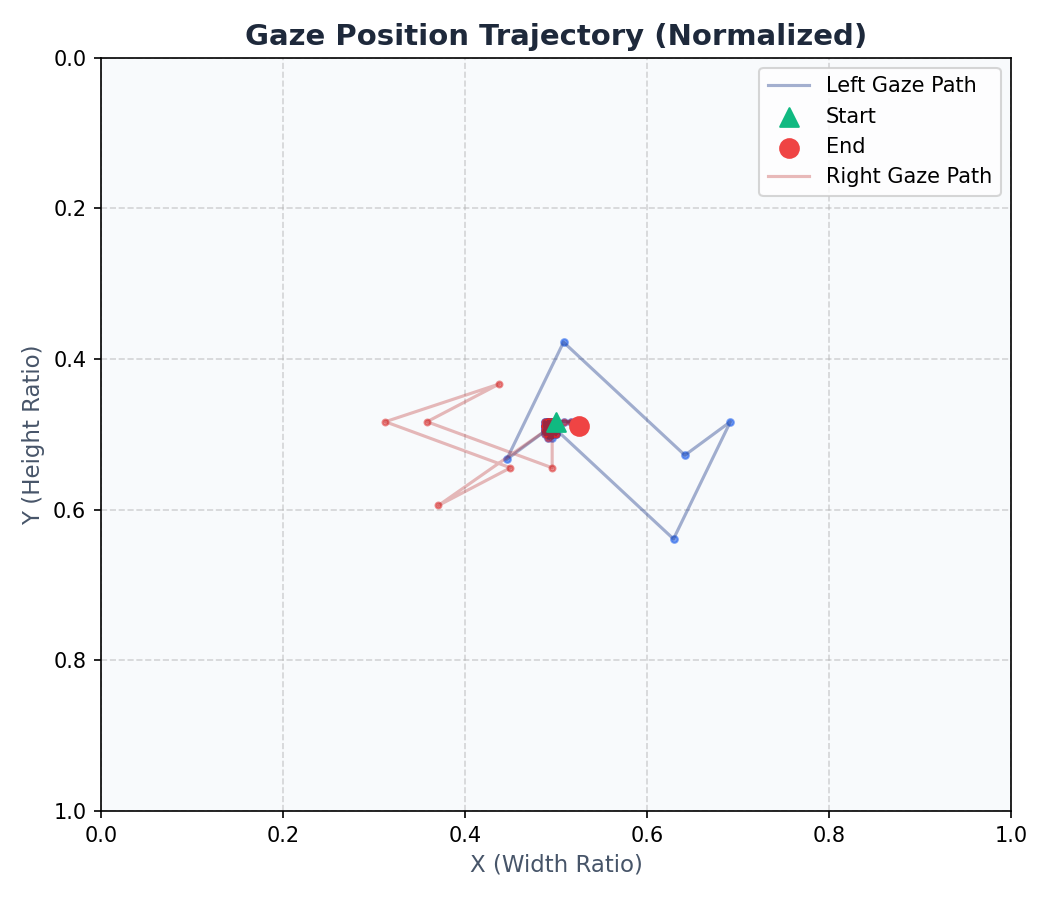 Gaze Position Trajectory (Normalized)
Left Gaze Path
Start
End
Right Gaze Path
Y (Height Ratio)
0.0
0.2
0.4
0.6
0.8
1.0
0.0 0.2 0.4 0.6 0.8 1.0
X (Width Ratio)